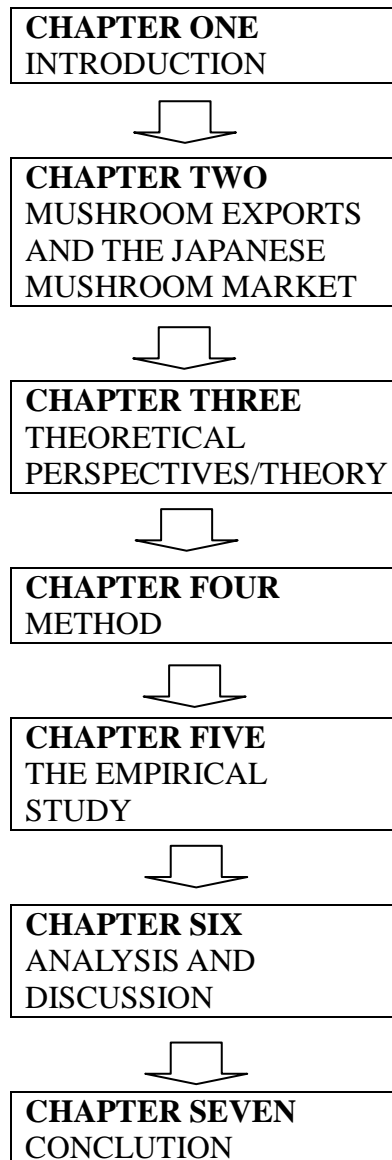 CHAPTER ONE
INTRODUCTION
CHAPTER TWO
MUSHROOM EXPORTS
AND THE JAPANESE
MUSHROOM MARKET
CHAPTER THREE
THEORETICAL
PERSPECTIVES/THEORY
CHAPTER FOUR
METHOD
CHAPTER FIVE
THE EMPIRICAL
STUDY
CHAPTER SIX
ANALYSIS AND
DISCUSSION
CHAPTER SEVEN
CONCLUTION